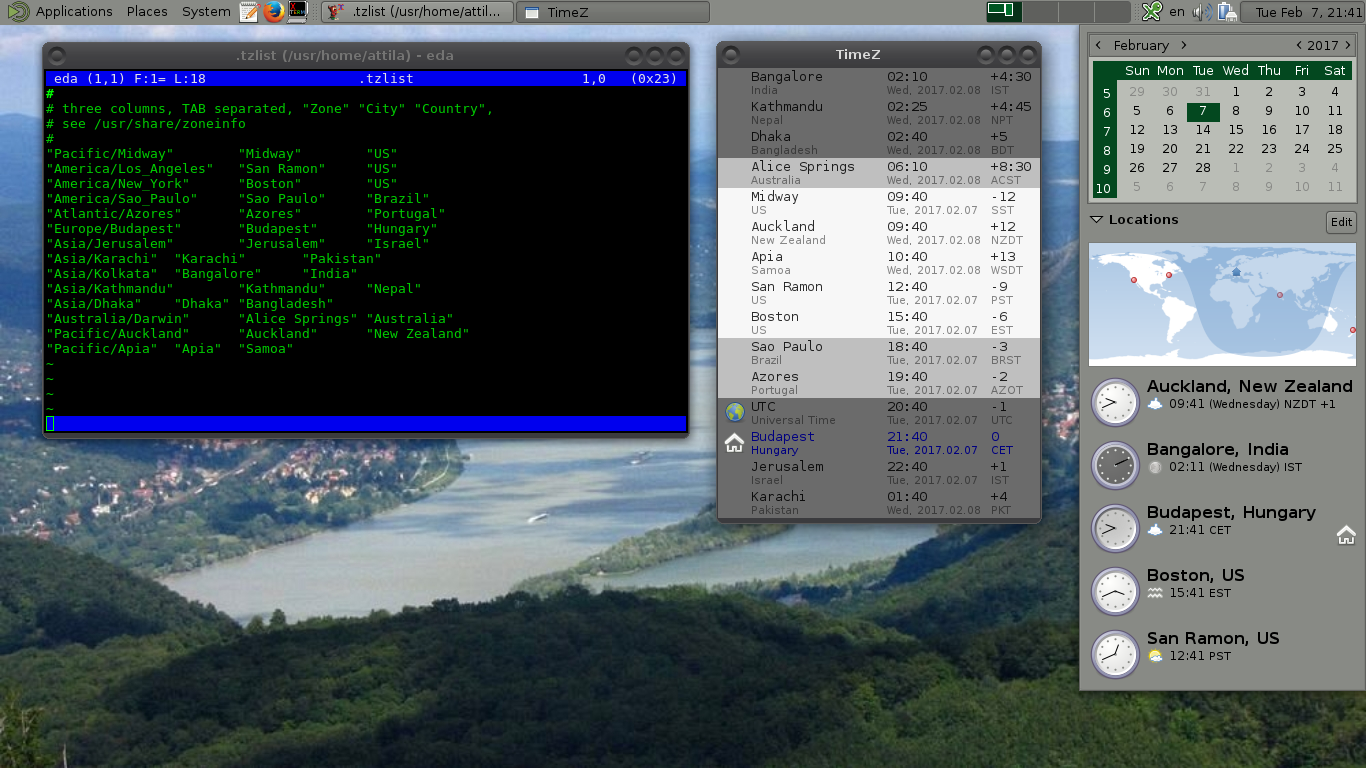 Applications Places System .tzlist (/usr/home/attil... TimeZ en Tue Feb 7, 21:41
.tzlist (/usr/home/attila) - eda
eda (1,1) F:1= L:18 .tzlist 1,0 (0x23)
#
# three columns, TAB separated, "Zone" "City" "Country",
# see /usr/share/zoneinfo
#
"Pacific/Midway" "Midway" "US"
"America/Los_Angeles" "San Ramon" "US"
"America/New_York" "Boston" "US"
"America/Sao_Paulo" "Sao Paulo" "Brazil"
"Atlantic/Azores" "Azores" "Portugal"
"Europe/Budapest" "Budapest" "Hungary"
"Asia/Jerusalem" "Jerusalem" "Israel"
"Asia/Karachi" "Karachi" "Pakistan"
"Asia/Kolkata" "Bangalore" "India"
"Asia/Kathmandu" "Kathmandu" "Nepal"
"Asia/Dhaka" "Dhaka" "Bangladesh"
"Australia/Darwin" "Alice Springs" "Australia"
"Pacific/Auckland" "Auckland" "New Zealand"
"Pacific/Apia" "Apia" "Samoa"
~
~
~
~
TimeZ
Bangalore 02:10 +4:30
India Wed, 2017.02.08 IST
Kathmandu 02:25 +4:45
Nepal Wed, 2017.02.08 NPT
Dhaka 02:40 +5
Bangladesh Wed, 2017.02.08 BDT
Alice Springs 06:10 +8:30
Australia Wed, 2017.02.08 ACST
Midway 09:40 -12
US Tue, 2017.02.07 SST
Auckland 09:40 +12
New Zealand Wed, 2017.02.08 NZDT
Apia 10:40 +13
Samoa Wed, 2017.02.08 WSDT
San Ramon 12:40 -9
US Tue, 2017.02.07 PST
Boston 15:40 -6
US Tue, 2017.02.07 EST
Sao Paulo 18:40 -3
Brazil Tue, 2017.02.07 BRST
Azores 19:40 -2
Portugal Tue, 2017.02.07 AZOT
UTC 20:40 -1
Universal Time Tue, 2017.02.07 UTC
Budapest 21:40 0
Hungary Tue, 2017.02.07 CET
Jerusalem 22:40 +1
Israel Tue, 2017.02.07 IST
Karachi 01:40 +4
Pakistan Wed, 2017.02.08 PKT
February 2017
Sun Mon Tue Wed Thu Fri Sat
5 29 30 31 1 2 3 4
6 5 6 7 8 9 10 11
7 12 13 14 15 16 17 18
8 19 20 21 22 23 24 25
9 26 27 28 1 2 3 4
10 5 6 7 8 9 10 11
Locations Edit
Auckland, New Zealand
09:41 (Wednesday) NZDT +1
Bangalore, India
02:11 (Wednesday) IST
Budapest, Hungary
21:41 CET
Boston, US
15:41 EST
San Ramon, US
12:41 PST